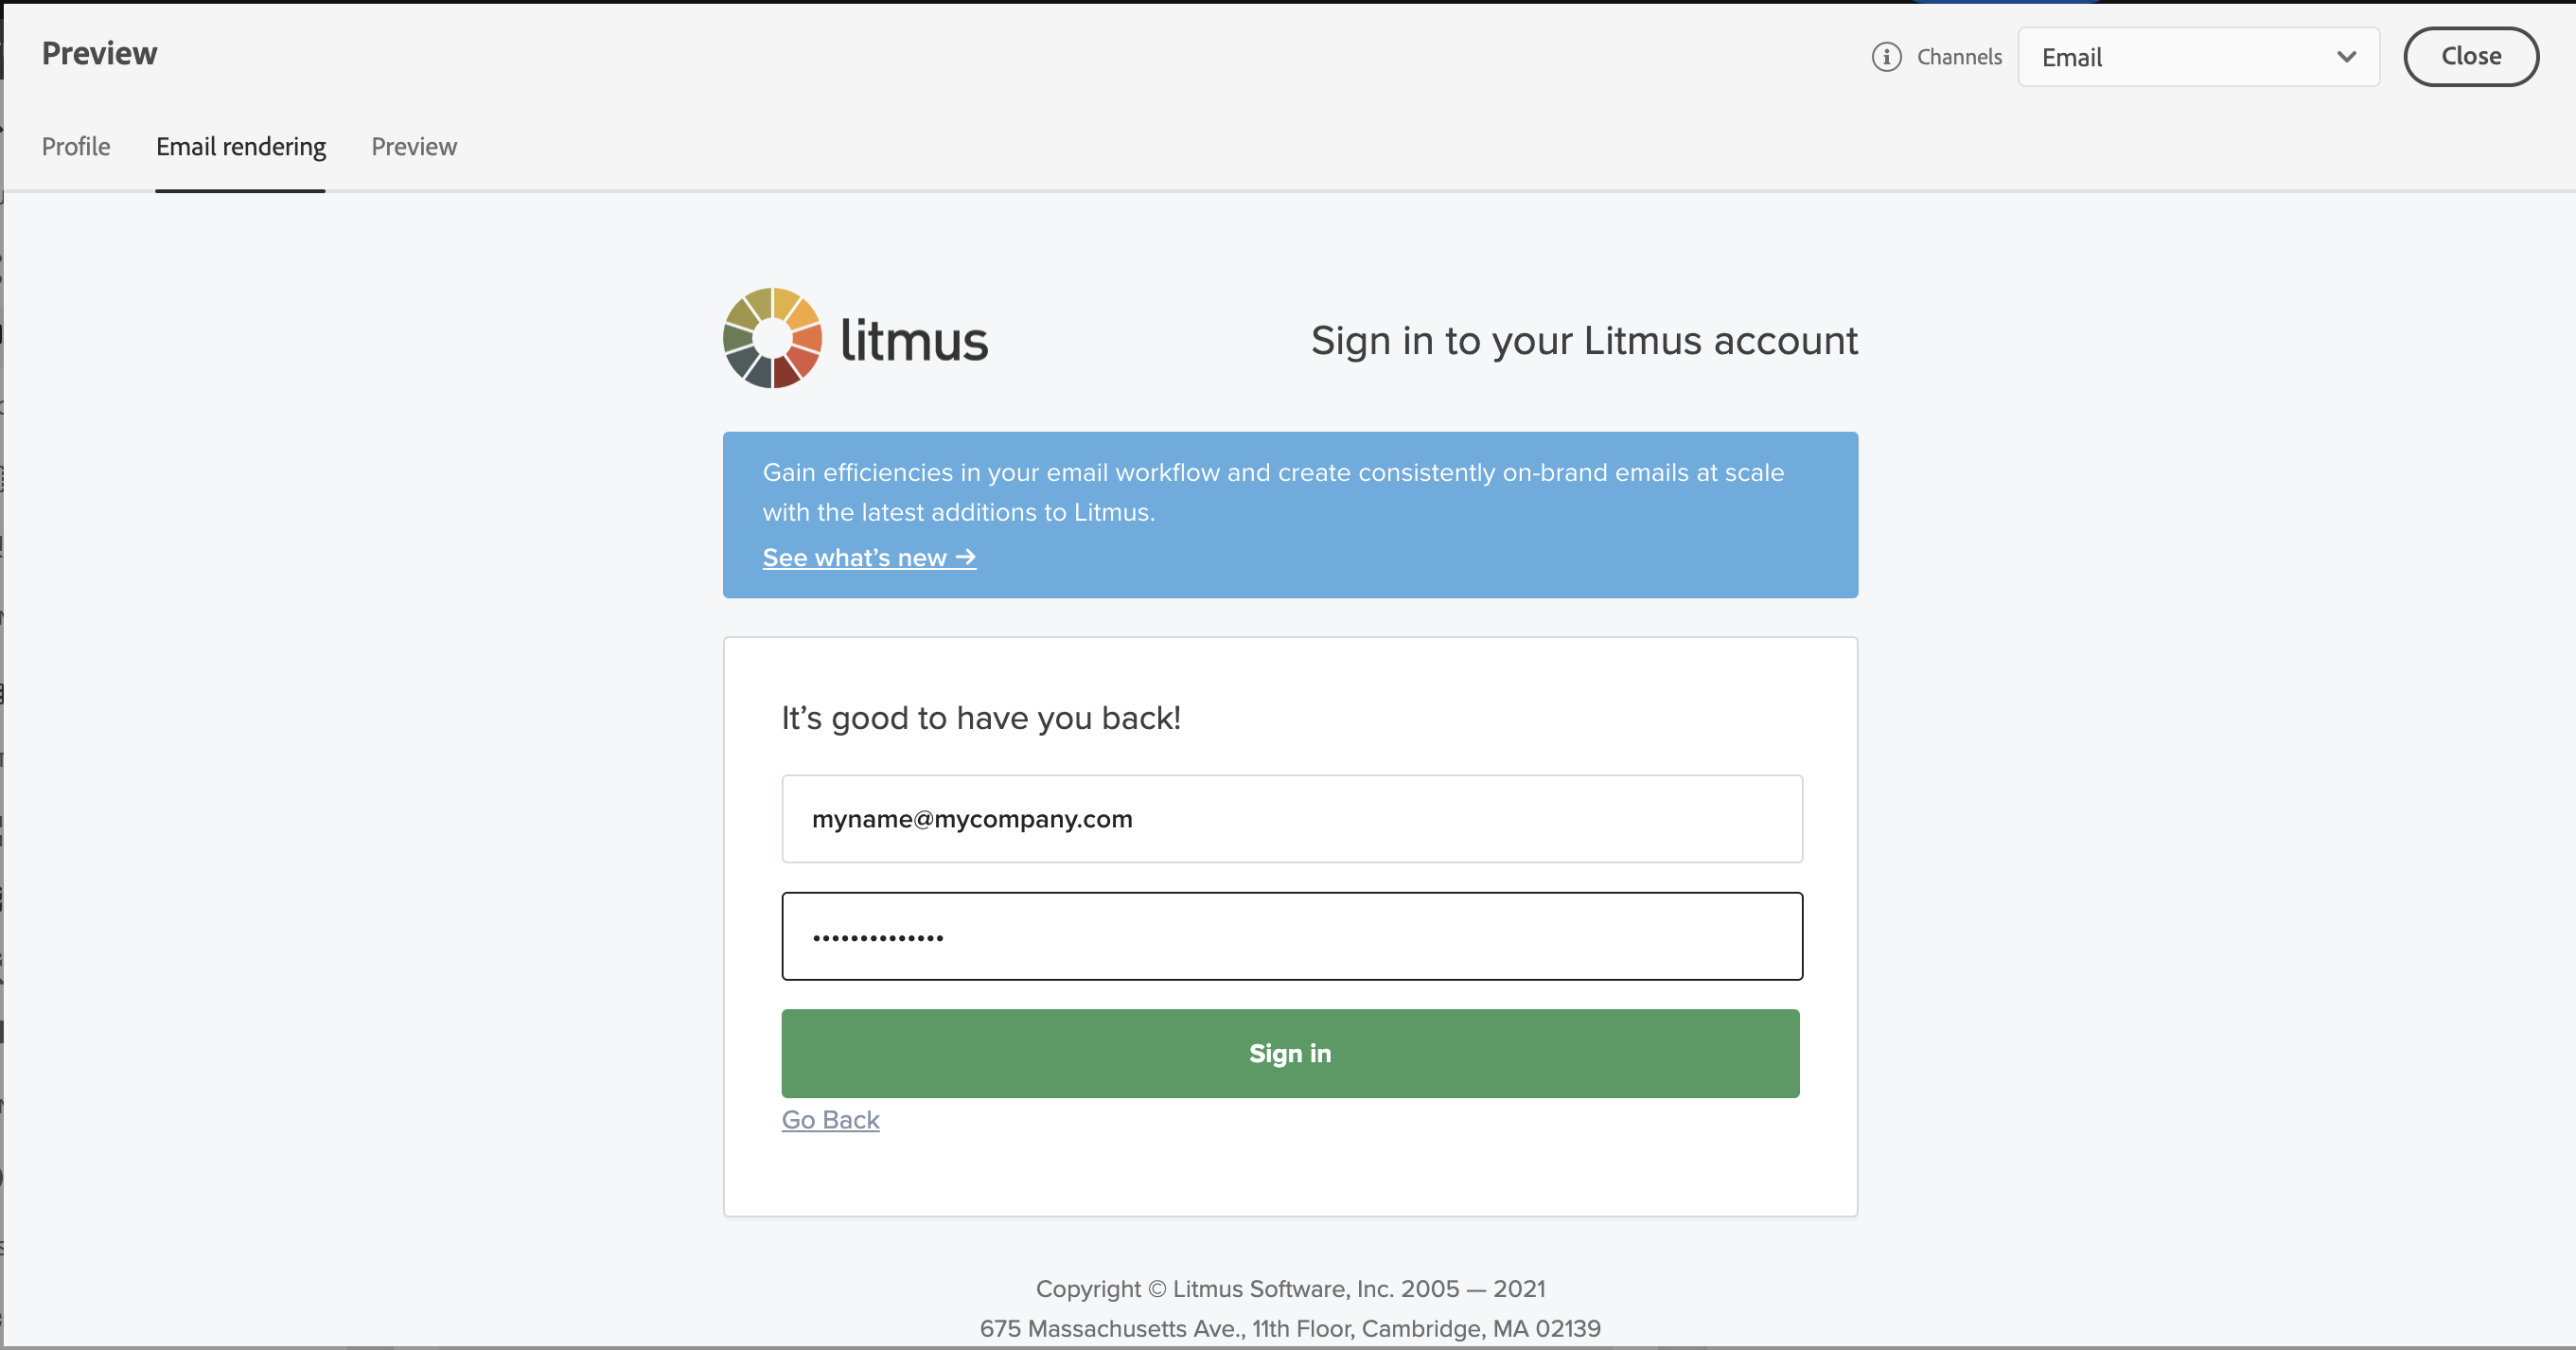 Preview
Channels
Email
Close
Profile
Email rendering
Preview
litmus
Sign in to your Litmus account
Gain efficiencies in your email workflow and create consistently on-brand emails at scale
with the latest additions to Litmus.
See what’s new →
It’s good to have you back!
myname@mycompany.com
••••••••••••••
Sign in
Go Back
Copyright © Litmus Software, Inc. 2005 — 2021
675 Massachusetts Ave., 11th Floor, Cambridge, MA 02139